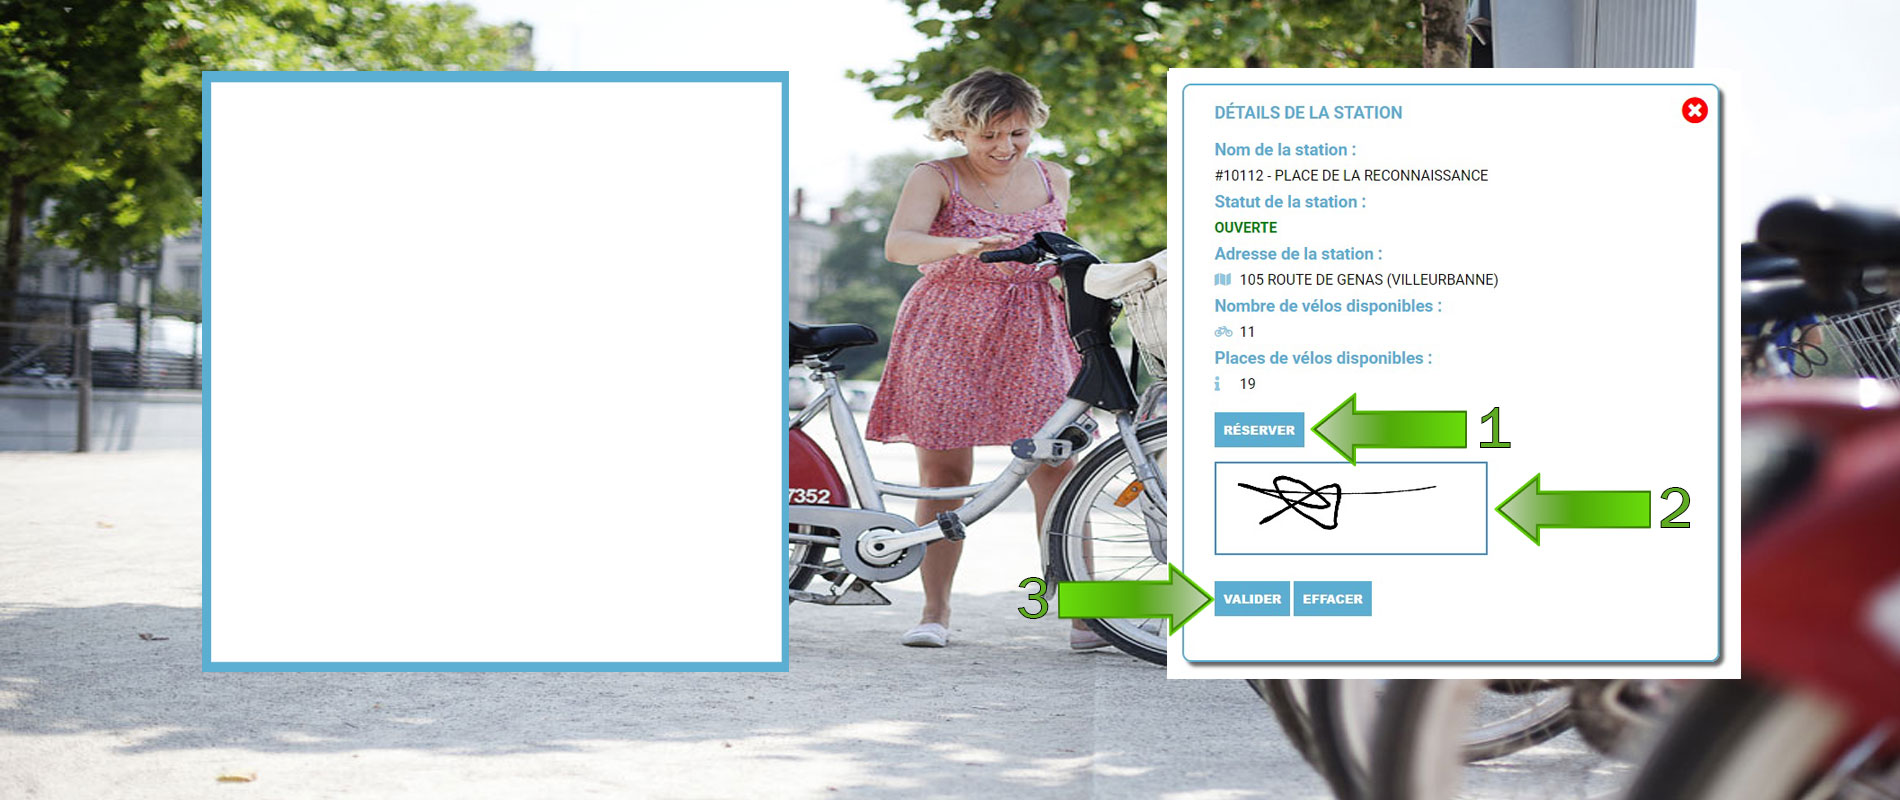 DÉTAILS DE LA STATION
Nom de la station :
#10112 - PLACE DE LA RECONNAISSANCE
Statut de la station :
OUVERTE
Adresse de la station :
105 ROUTE DE GENAS (VILLEURBANNE)
Nombre de vélos disponibles :
11
Places de vélos disponibles :
19
RÉSERVER
1
2
3
VALIDER EFFACER
7352